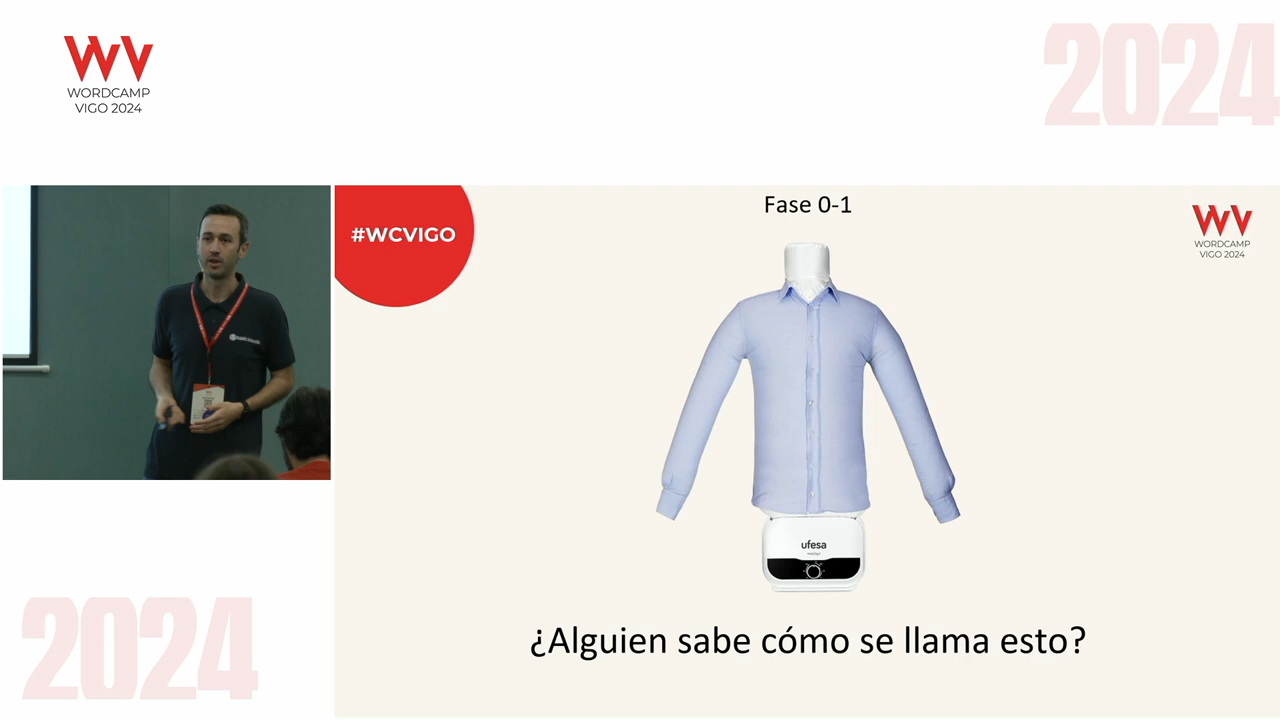 WORDCAMP
VIGO 2024
2024
#WCVIGO
Fase 0-1
WORDCAMP
VIGO 2024
ufesa
¿Alguien sabe cómo se llama esto?
2024